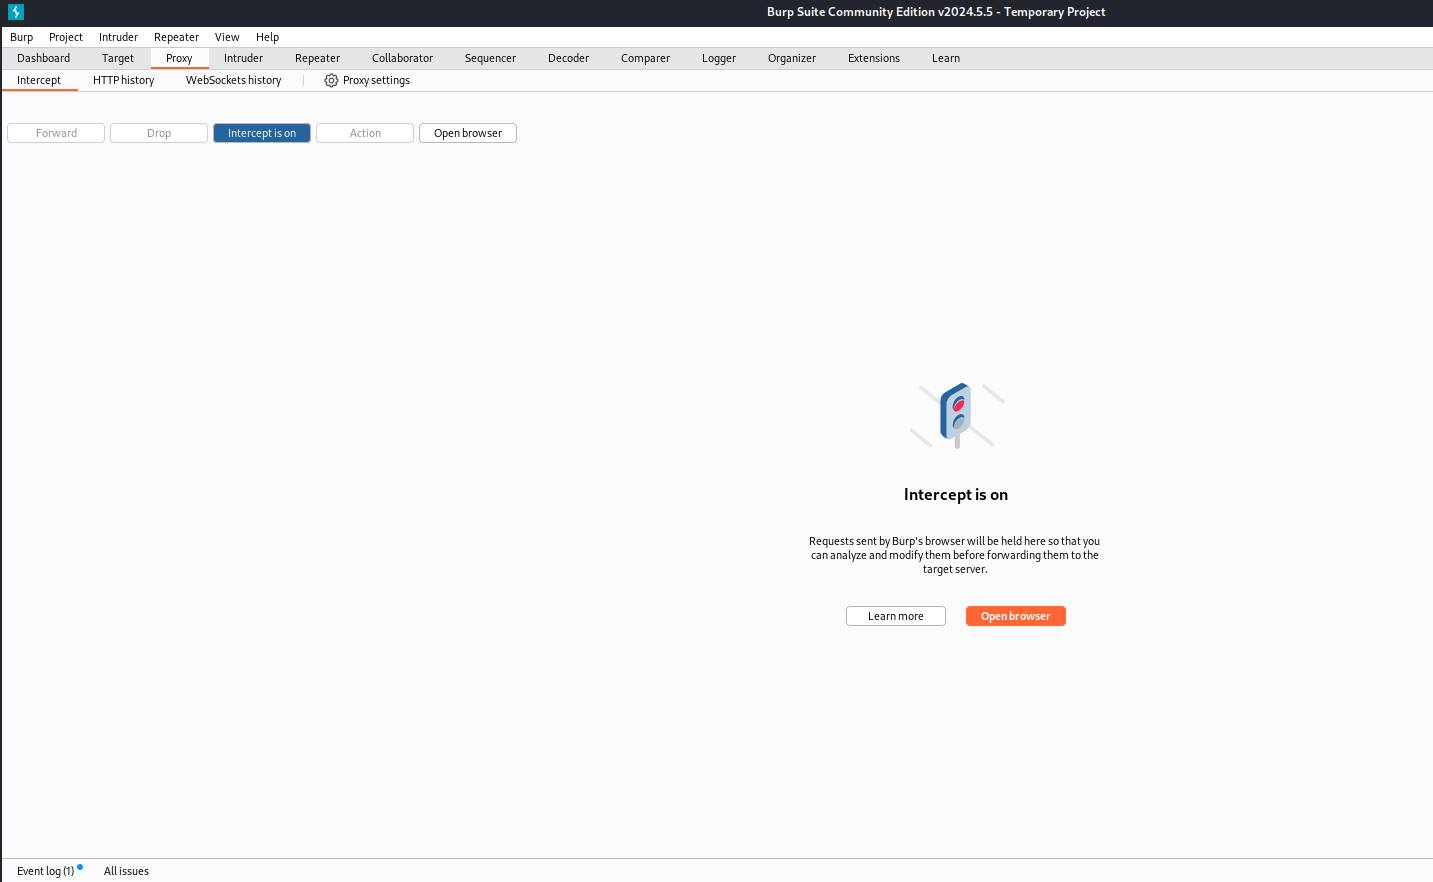 Burp Suite Community Edition v2024.5.5 - Temporary Project
Burp Project Intruder Repeater View Help
Dashboard Target Proxy Intruder Repeater Collaborator Sequencer Decoder Comparer Logger Organizer Extensions Learn
Intercept HTTP history WebSockets history Proxy settings
Forward Drop Intercept is on Action Open browser
Intercept is on
Requests sent by Burp's browser will be held here so that you
can analyze and modify them before forwarding them to the
target server.
Learn more Open browser
Event log (1) All issues